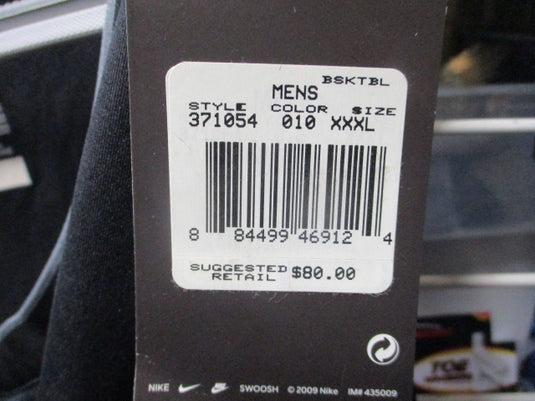 BSKTBL
MENS
STYLE COLOR SIZE
371054 010 XXXL
8 84499 46912 4
SUGGESTED RETAIL $80.00
NIKE SWOOSH © 2009 Nike IM# 435009